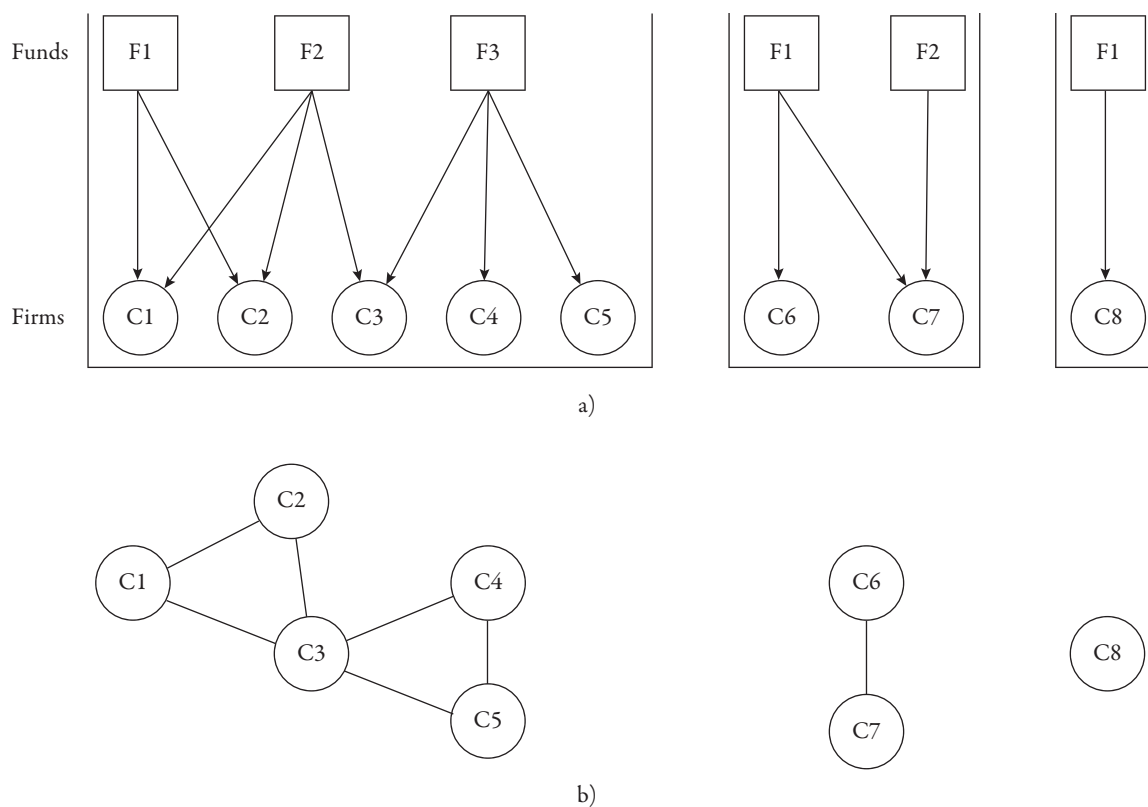 Funds F1 F2 F3 F1 F2 F1
Firms C1 C2 C3 C4 C5 C6 C7 C8
a)
C2
C1 C4 C6
C3 C8
C5 C7
b)